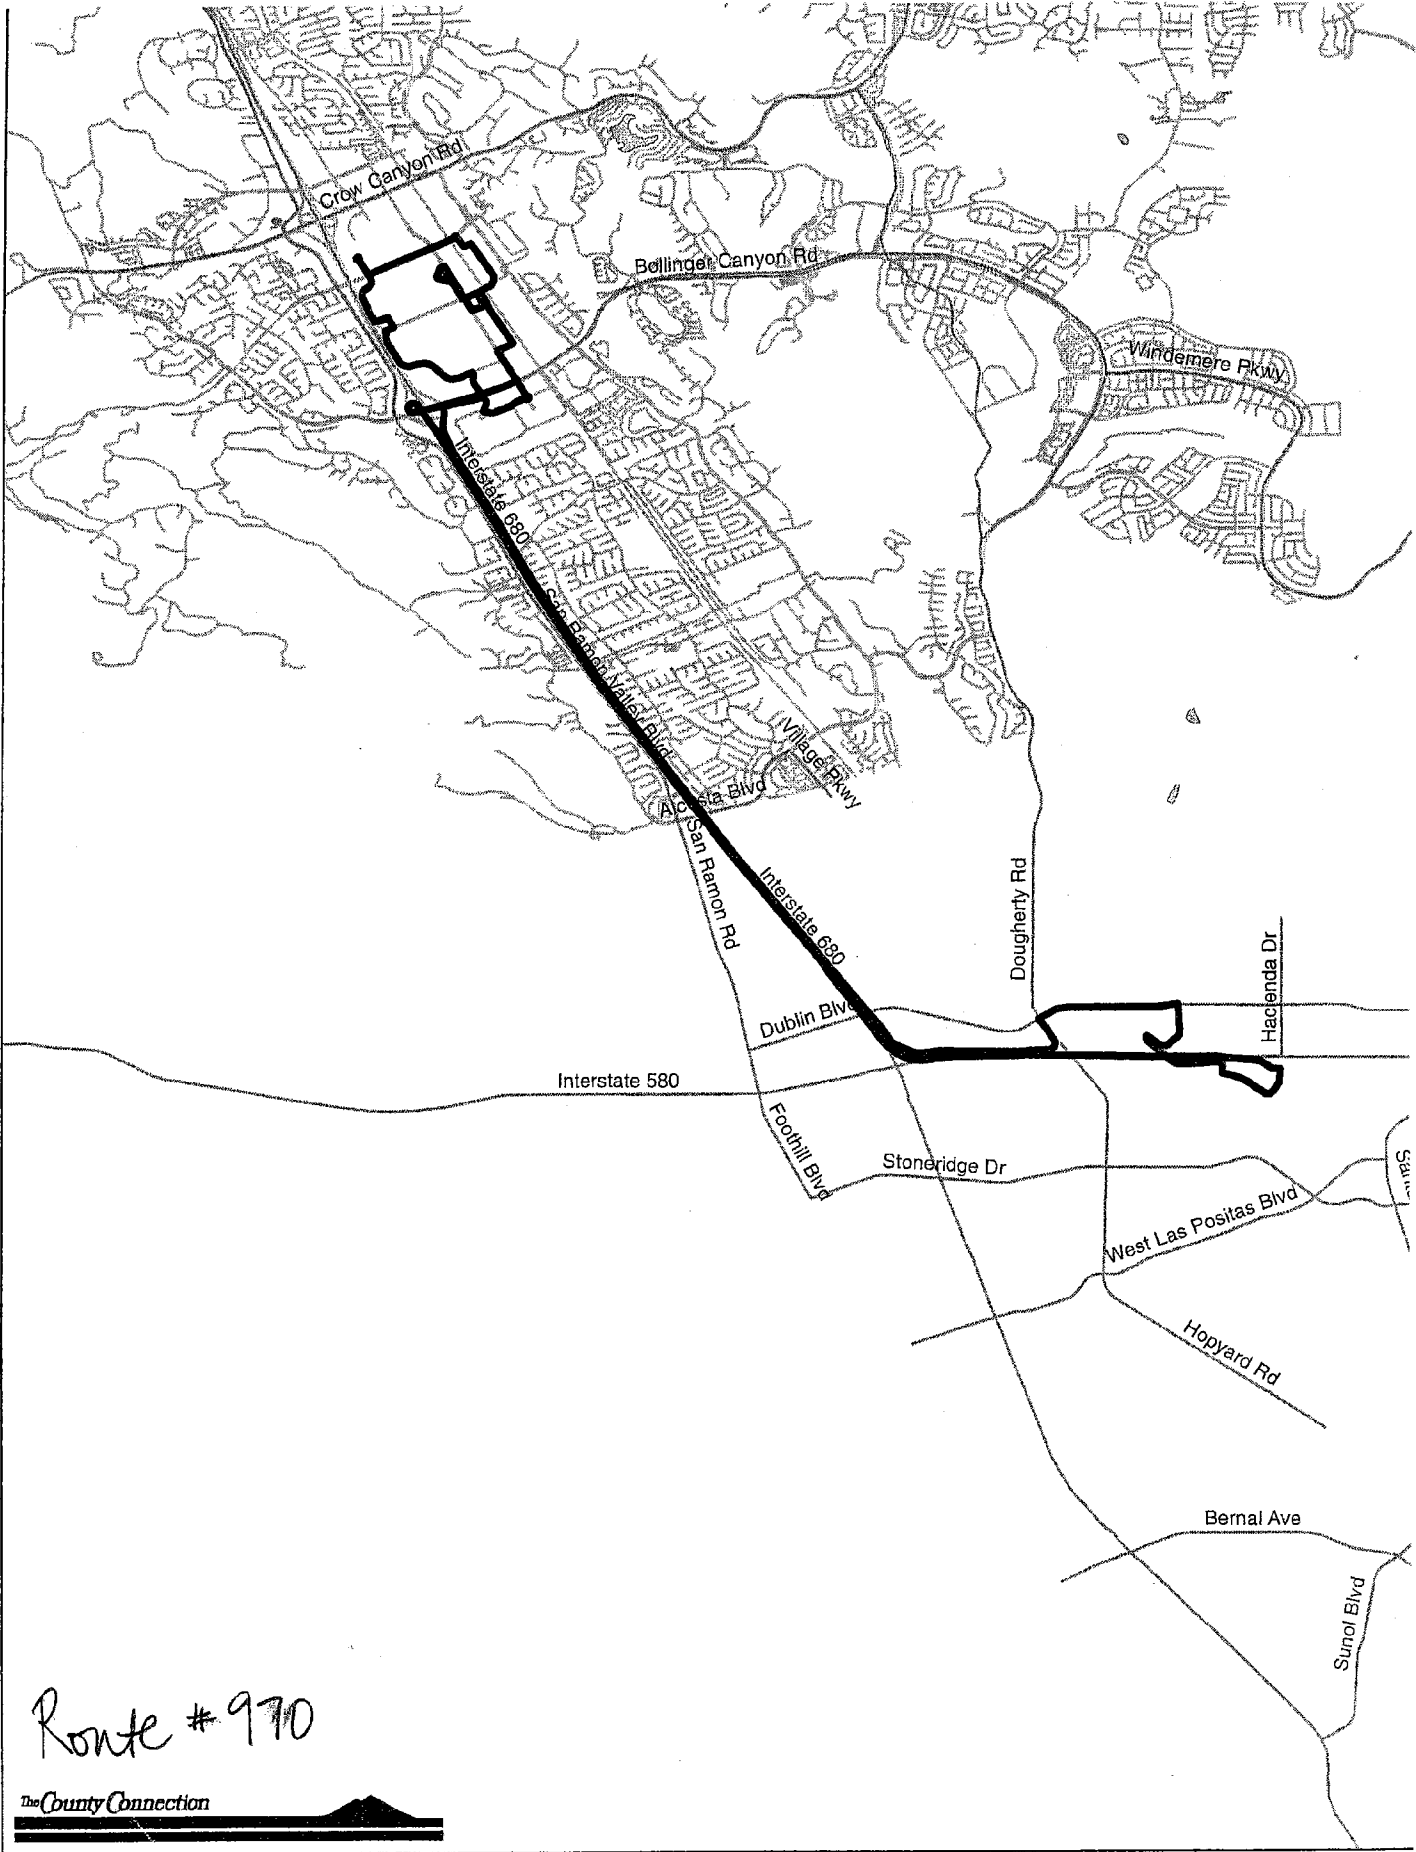 Crow Canyon Rd
Bollinger Canyon Rd
Windemere Pkwy
Interstate 680
San Ramon Valley Blvd
Village Pkwy
Alcosta Blvd
San Ramon Rd
Interstate 680
Dougherty Rd
Hacienda Dr
Dublin Blvd
Interstate 580
Foothill Blvd
Stoneridge Dr
West Las Positas Blvd
Hopyard Rd
Bernal Ave
Sunol Blvd
Route # 970
The County Connection